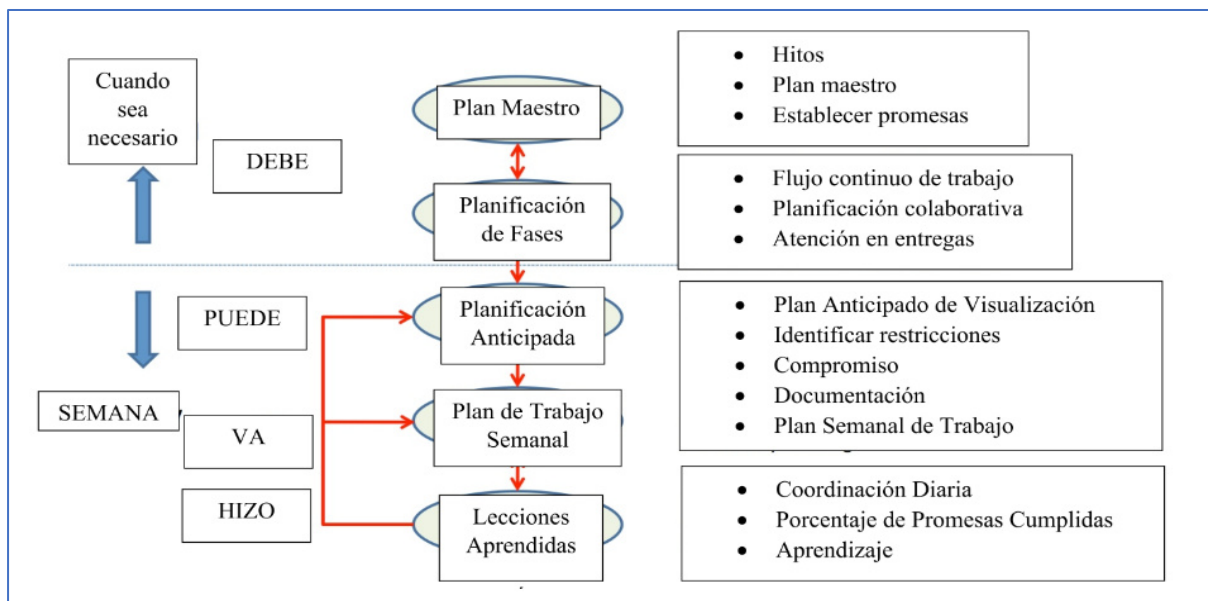 Cuando
sea
necesario
DEBE
Plan Maestro
• Hitos
• Plan maestro
• Establecer promesas
Planificación
de Fases
• Flujo continuo de trabajo
• Planificación colaborativa
• Atención en entregas
PUEDE
Planificación
Anticipada
• Plan Anticipado de Visualización
• Identificar restricciones
• Compromiso
• Documentación
• Plan Semanal de Trabajo
SEMANA
VA
Plan de Trabajo
Semanal
HIZO
Lecciones
Aprendidas
• Coordinación Diaria
• Porcentaje de Promesas Cumplidas
• Aprendizaje